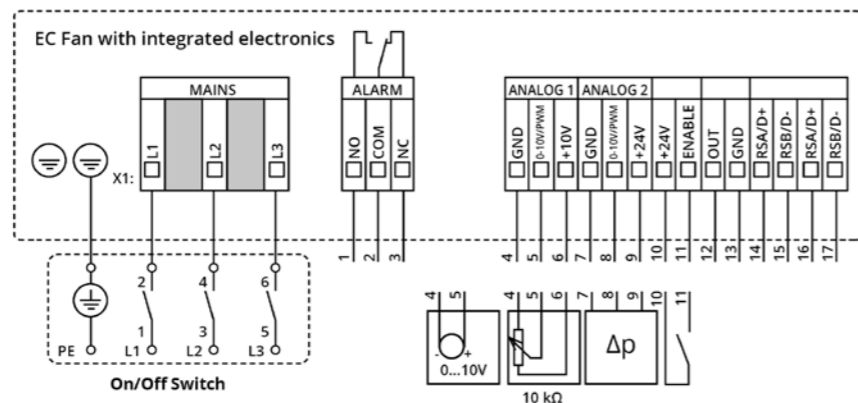 EC Fan with integrated electronics
MAINS
ALARM
ANALOG 1 ANALOG 2
X1: L1 L2 L3
NO COM NC
GND 0-10V/PWM +10V GND 0-10V/PWM +24V +24V ENABLE OUT GND RSA/D+ RSB/D- RSA/D+ RSB/D-
1 2 3
4 5 6 7 8 9 10 11 12 13 14 15 16 17
2 4 6
1 3 5
PE L1 L2 L3
On/Off Switch
4 5 4 5 6 7 8 9 10 11
- +
0...10V
Δp
10 kΩ